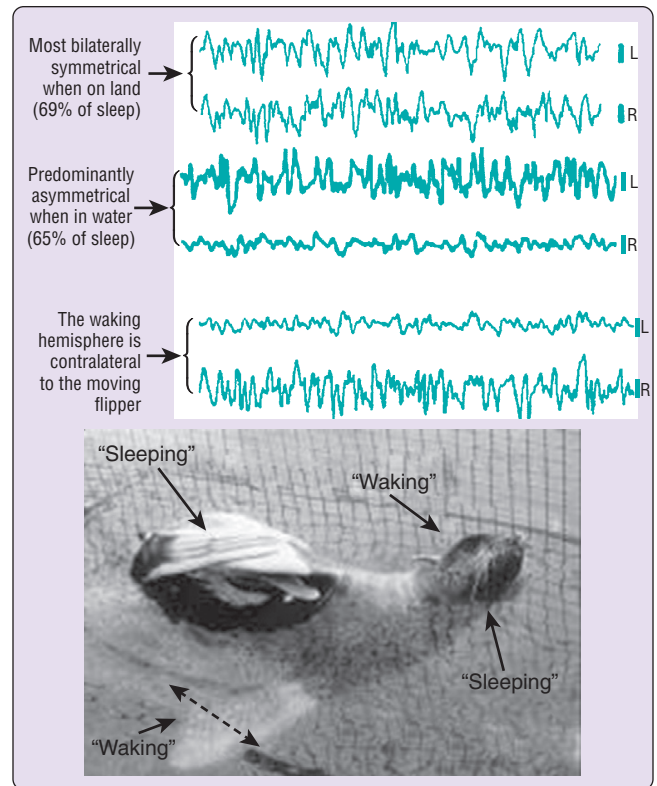 Most bilaterally
symmetrical
when on land
(69% of sleep)
L
R
Predominantly
asymmetrical
when in water
(65% of sleep)
L
R
The waking
hemisphere is
contralateral
to the moving
flipper
L
R
“Sleeping”
“Waking”
“Sleeping”
“Waking”